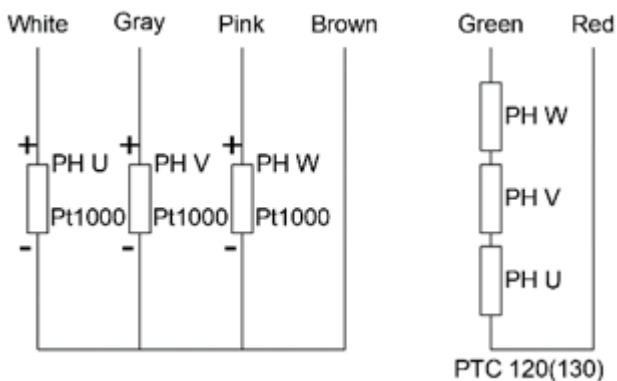 White Gray Pink Brown Green Red
PH W
+ PH U + PH V + PH W
PH V
Pt1000 Pt1000 Pt1000
- - -
PH U
PTC 120(130)